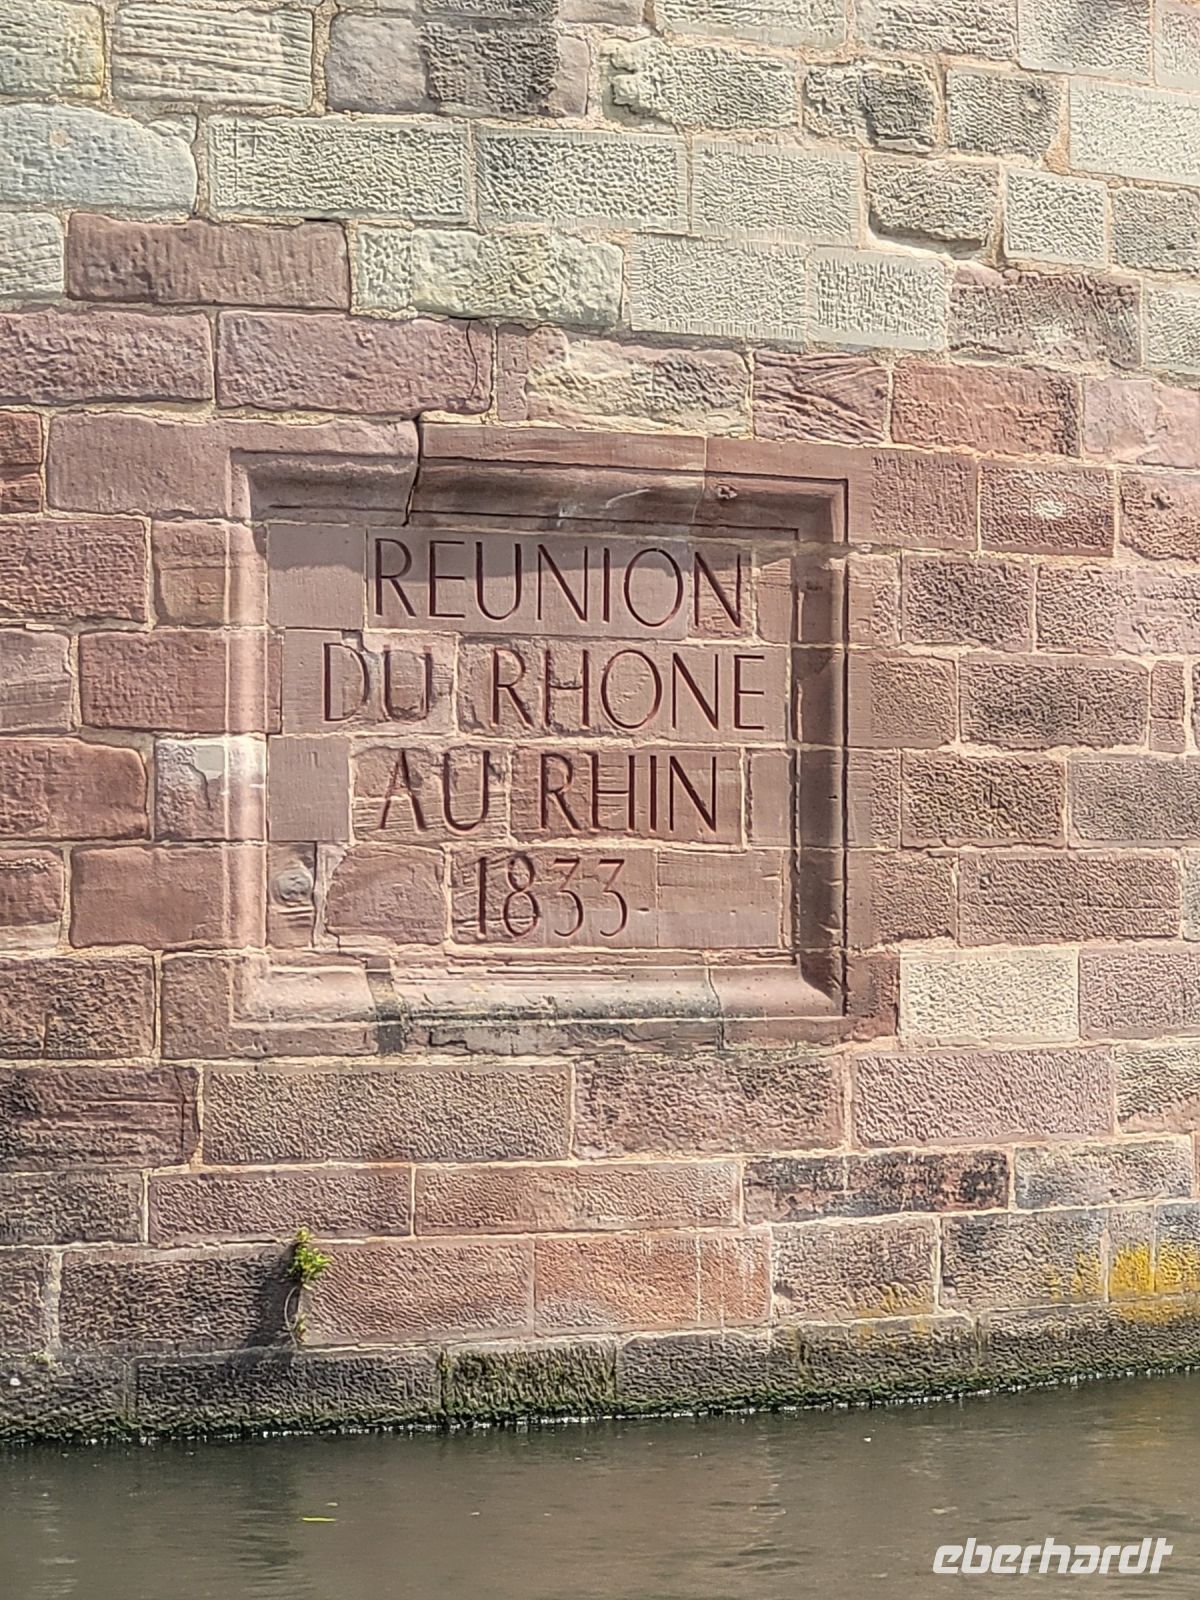 REUNION
DU RHONE
AU RHIN
1833
eberhardt